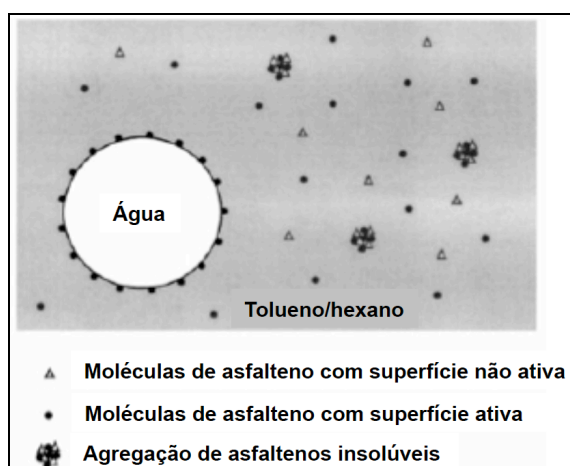 Água
Tolueno/hexano
Moléculas de asfalteno com superfície não ativa
Moléculas de asfalteno com superfície ativa
Agregação de asfaltenos insolúveis